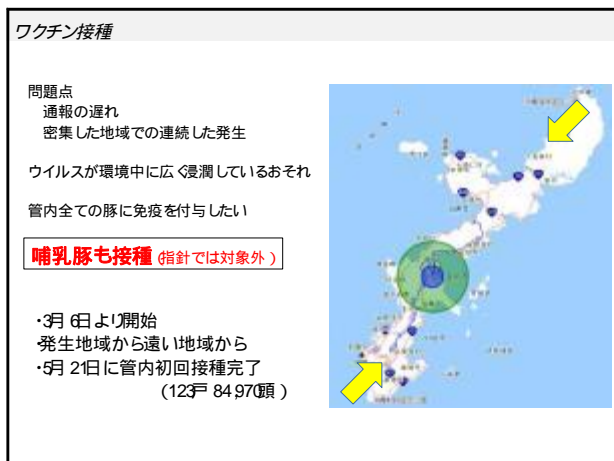 ワクチン接種
問題点
通報の遅れ
密集した地域での連続した発生
ウイルスが環境中に広く浸潤しているおそれ
管内全ての豚に免疫を付与したい
哺乳豚も接種（指針では対象外）
・3月6日より開始
・発生地域から遠い地域から
・5月21日に管内初回接種完了
（123戸 84,970頭）